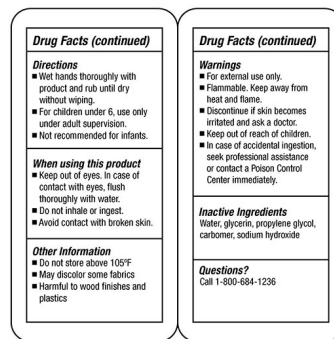 Drug Facts (continued)
Directions
■ Wet hands thoroughly with
product and rub until dry
without wiping.
■ For children under 6, use only
under adult supervision.
■ Not recommended for infants.
When using this product
■ Keep out of eyes. In case of
contact with eyes, flush
thoroughly with water.
■ Do not inhale or ingest.
■ Avoid contact with broken skin.
Other Information
■ Do not store above 105ºF
■ May discolor some fabrics
■ Harmful to wood finishes and
plastics
Drug Facts (continued)
Warnings
■ For external use only.
■ Flammable. Keep away from
heat and flame.
■ Discontinue if skin becomes
irritated and ask a doctor.
■ Keep out of reach of children.
■ In case of accidental ingestion,
seek professional assistance
or contact a Poison Control
Center immediately.
Inactive Ingredients
Water, glycerin, propylene glycol,
carbomer, sodium hydroxide
Questions?
Call 1-800-684-1236